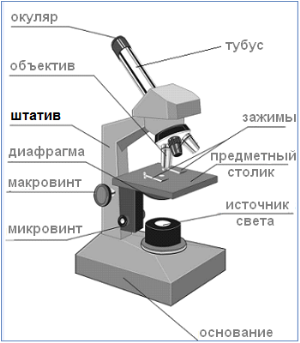 окуляр
тубус
объектив
штатив
зажимы
диафрагма
предметный
столик
макровинт
источник
света
микровинт
основание